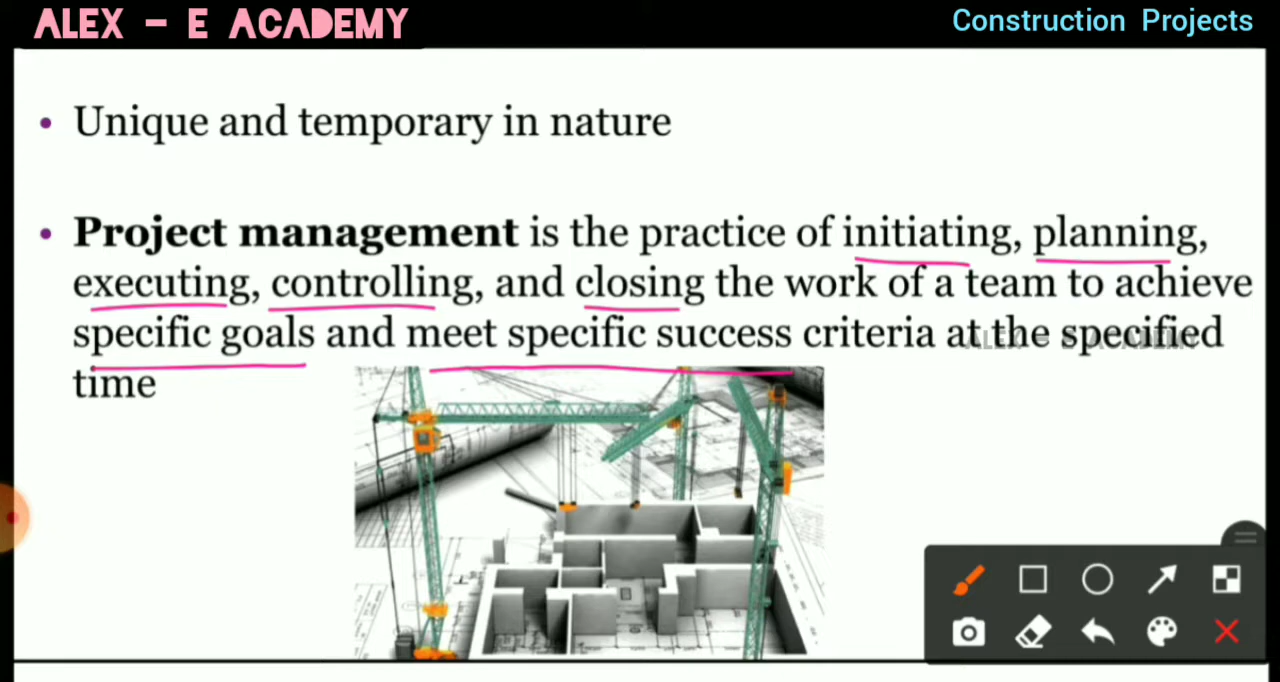 ALEX – E ACADEMY
Construction Projects
• Unique and temporary in nature
• Project management is the practice of initiating, planning,
executing, controlling, and closing the work of a team to achieve
specific goals and meet specific success criteria at the specified
time
ALEX – E ACADEMY